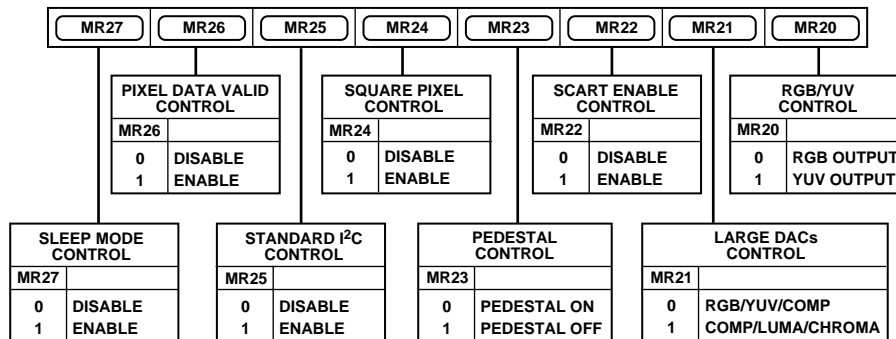 MR27 MR26 MR25 MR24 MR23 MR22 MR21 MR20
PIXEL DATA VALID
CONTROL
MR26
0 DISABLE
1 ENABLE
SQUARE PIXEL
CONTROL
MR24
0 DISABLE
1 ENABLE
SCART ENABLE
CONTROL
MR22
0 DISABLE
1 ENABLE
RGB/YUV
CONTROL
MR20
0 RGB OUTPUT
1 YUV OUTPUT
SLEEP MODE
CONTROL
MR27
0 DISABLE
1 ENABLE
STANDARD I²C
CONTROL
MR25
0 DISABLE
1 ENABLE
PEDESTAL
CONTROL
MR23
0 PEDESTAL ON
1 PEDESTAL OFF
LARGE DACs
CONTROL
MR21
0 RGB/YUV/COMP
1 COMP/LUMA/CHROMA